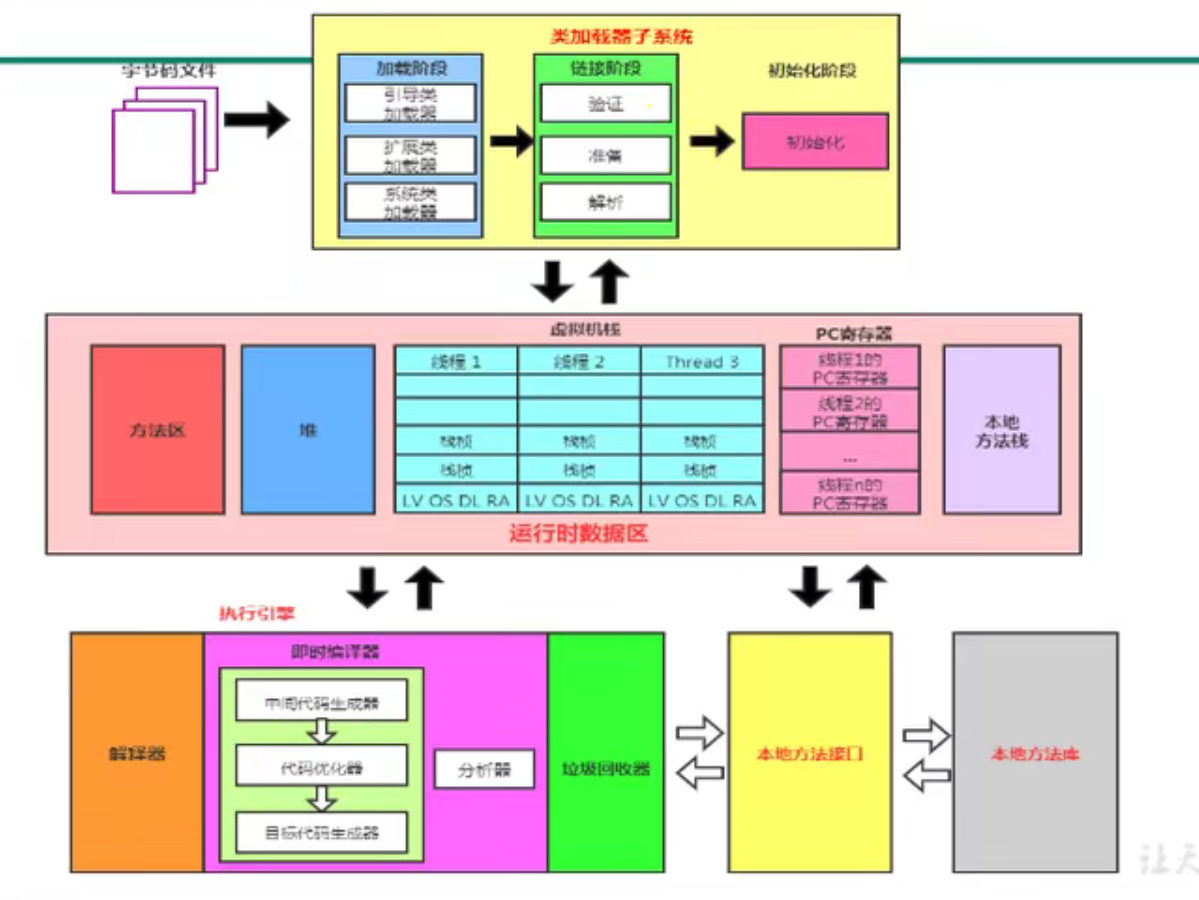 类加载器子系统
字节码文件
加载阶段
引导类
加载器
扩展类
加载器
系统类
加载器
链接阶段
验证
准备
解析
初始化阶段
初始化
虚拟机栈
PC寄存器
方法区
堆
线程 1
线程 2
Thread 3
栈桢
栈桢
栈桢
栈桢
栈桢
栈桢
LV OS DL RA
LV OS DL RA
LV OS DL RA
线程1的
PC寄存器
线程2的
PC寄存器
...
线程n的
PC寄存器
本地
方法栈
运行时数据区
执行引擎
解释器
即时编译器
中间代码生成器
代码优化器
目标代码生成器
分析器
垃圾回收器
本地方法接口
本地方法库
让天